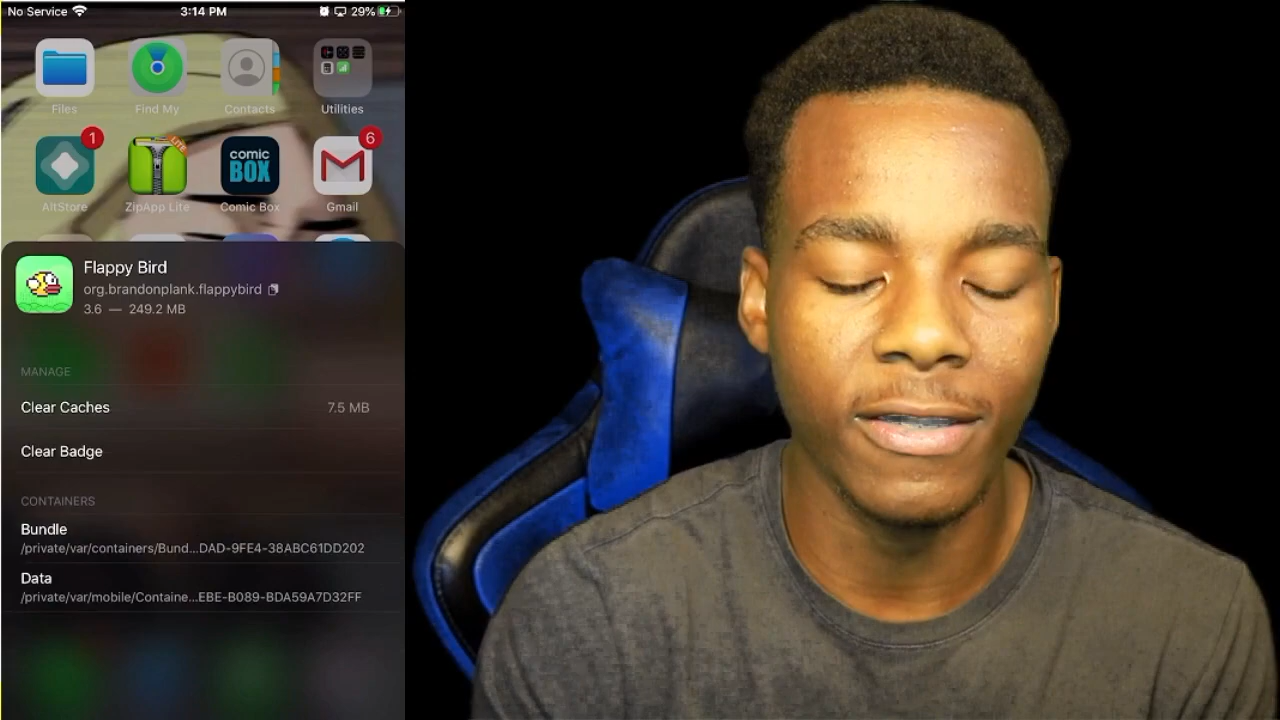 No Service 3:14 PM 29%
Files Find My Contacts Utilities
1 LITE comic BOX 6
AltStore ZipApp Lite Comic Box Gmail
Flappy Bird
org.brandonplank.flappybird
3.6 — 249.2 MB
MANAGE
Clear Caches 7.5 MB
Clear Badge
CONTAINERS
Bundle
/private/var/containers/Bund...DAD-9FE4-38ABC61DD202
Data
/private/var/mobile/Containe...EBE-B089-BDA59A7D32FF